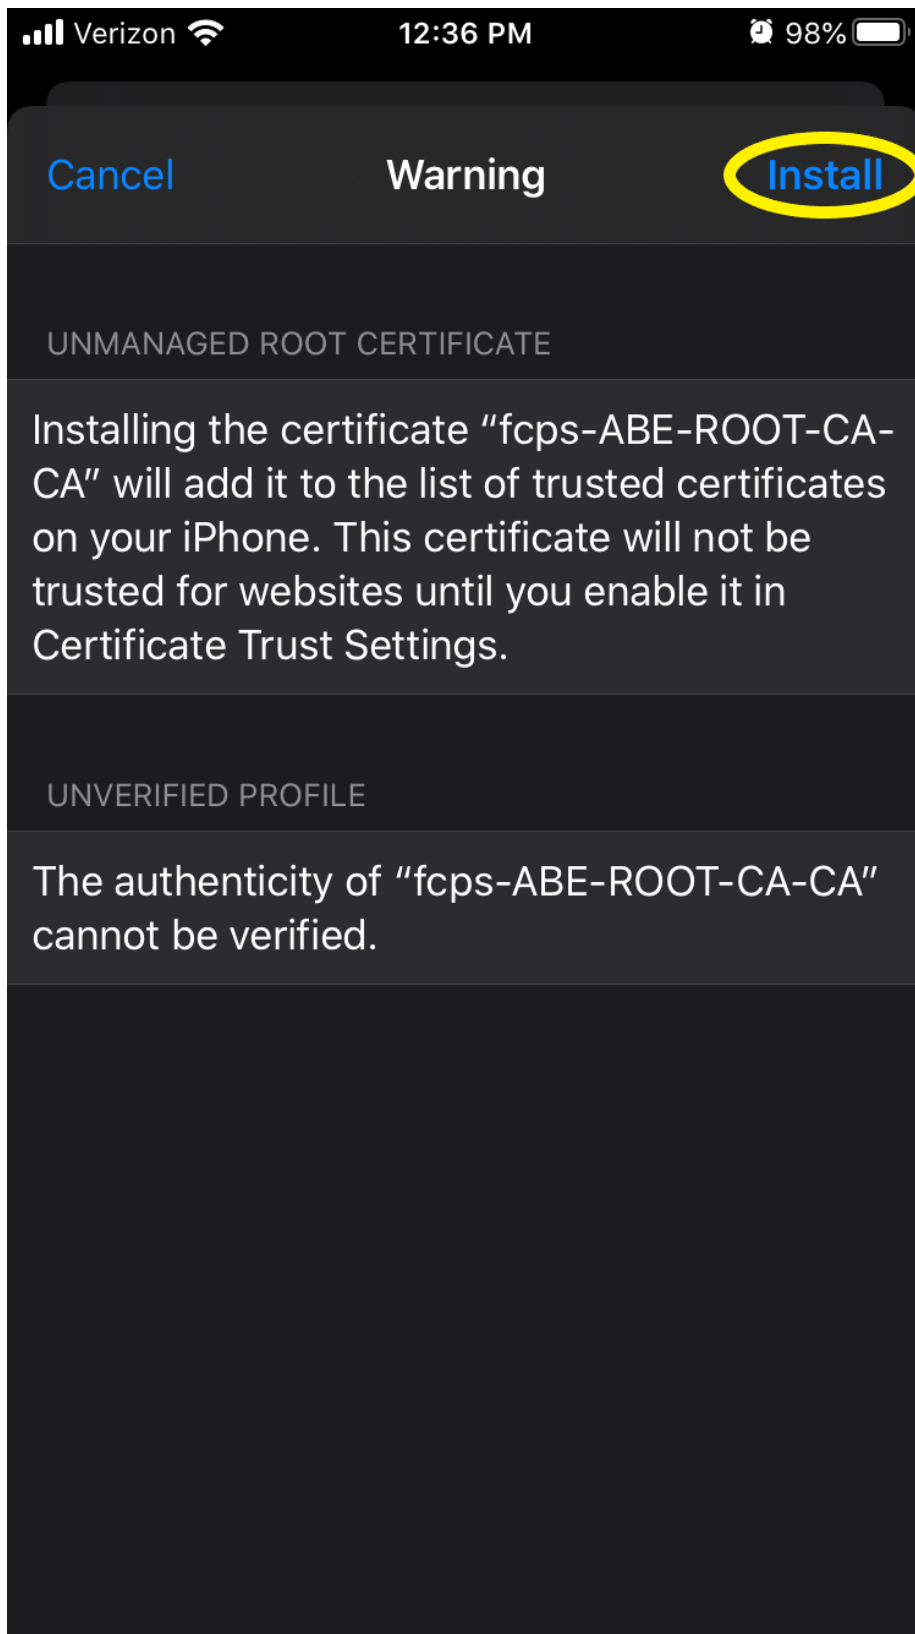 Verizon 12:36 PM 98%
Cancel Warning Install
UNMANAGED ROOT CERTIFICATE
Installing the certificate “fcps-ABE-ROOT-CA-
CA” will add it to the list of trusted certificates
on your iPhone. This certificate will not be
trusted for websites until you enable it in
Certificate Trust Settings.
UNVERIFIED PROFILE
The authenticity of “fcps-ABE-ROOT-CA-CA”
cannot be verified.